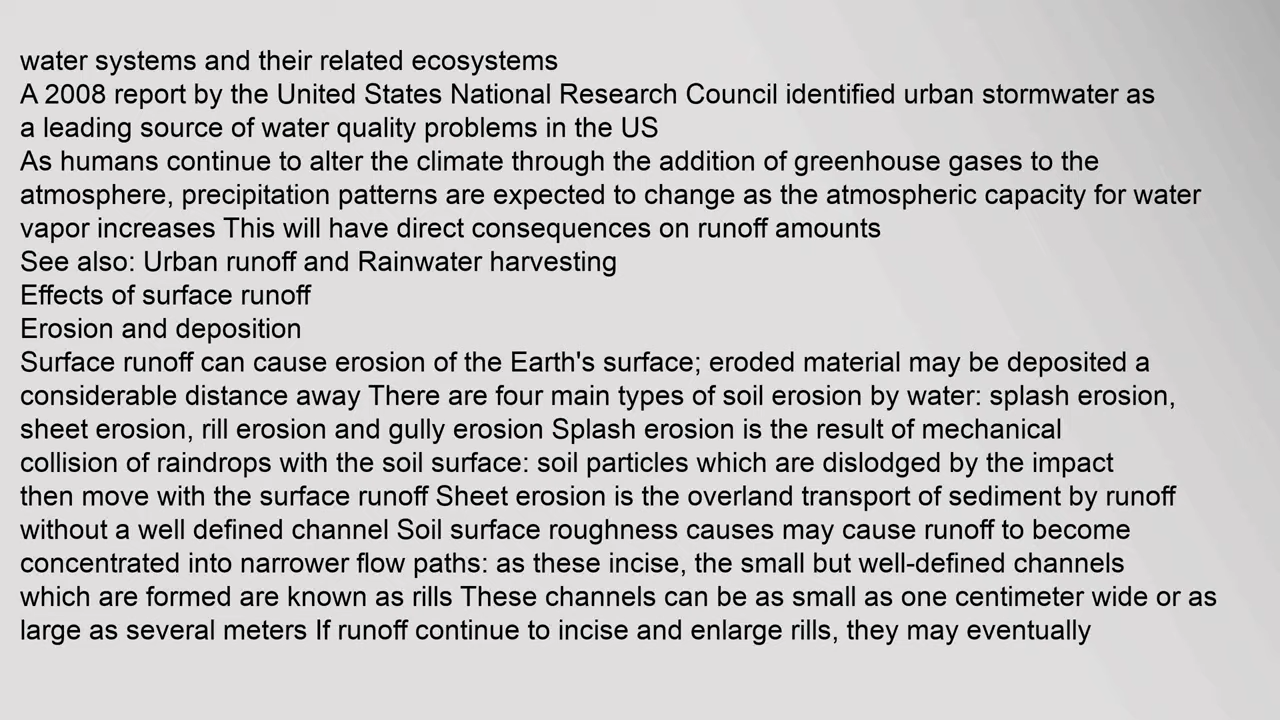 water systems and their related ecosystems
A 2008 report by the United States National Research Council identified urban stormwater as
a leading source of water quality problems in the US
As humans continue to alter the climate through the addition of greenhouse gases to the
atmosphere, precipitation patterns are expected to change as the atmospheric capacity for water
vapor increases This will have direct consequences on runoff amounts
See also: Urban runoff and Rainwater harvesting
Effects of surface runoff
Erosion and deposition
Surface runoff can cause erosion of the Earth's surface; eroded material may be deposited a
considerable distance away There are four main types of soil erosion by water: splash erosion,
sheet erosion, rill erosion and gully erosion Splash erosion is the result of mechanical
collision of raindrops with the soil surface: soil particles which are dislodged by the impact
then move with the surface runoff Sheet erosion is the overland transport of sediment by runoff
without a well defined channel Soil surface roughness causes may cause runoff to become
concentrated into narrower flow paths: as these incise, the small but well-defined channels
which are formed are known as rills These channels can be as small as one centimeter wide or as
large as several meters If runoff continue to incise and enlarge rills, they may eventually